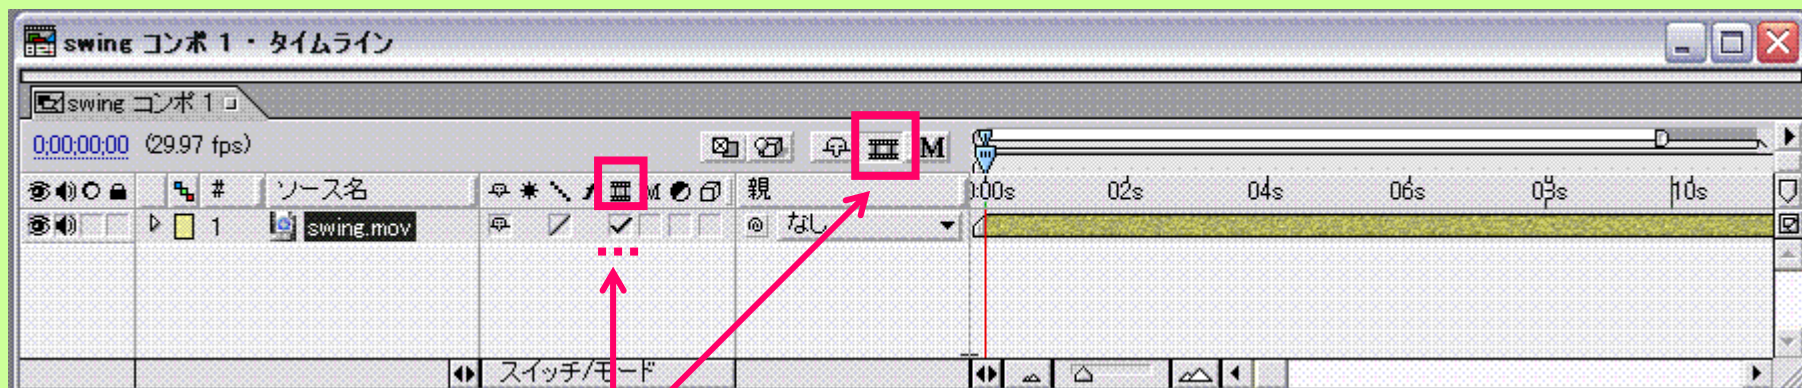 swing コンポ 1 ・ タイムライン
swing コンポ 1
0;00;00;00 (29.97 fps) M
# ソース名 M 親 0:00s 02s 04s 06s 08s 10s
1 swing.mov なし
スイッチ/モード